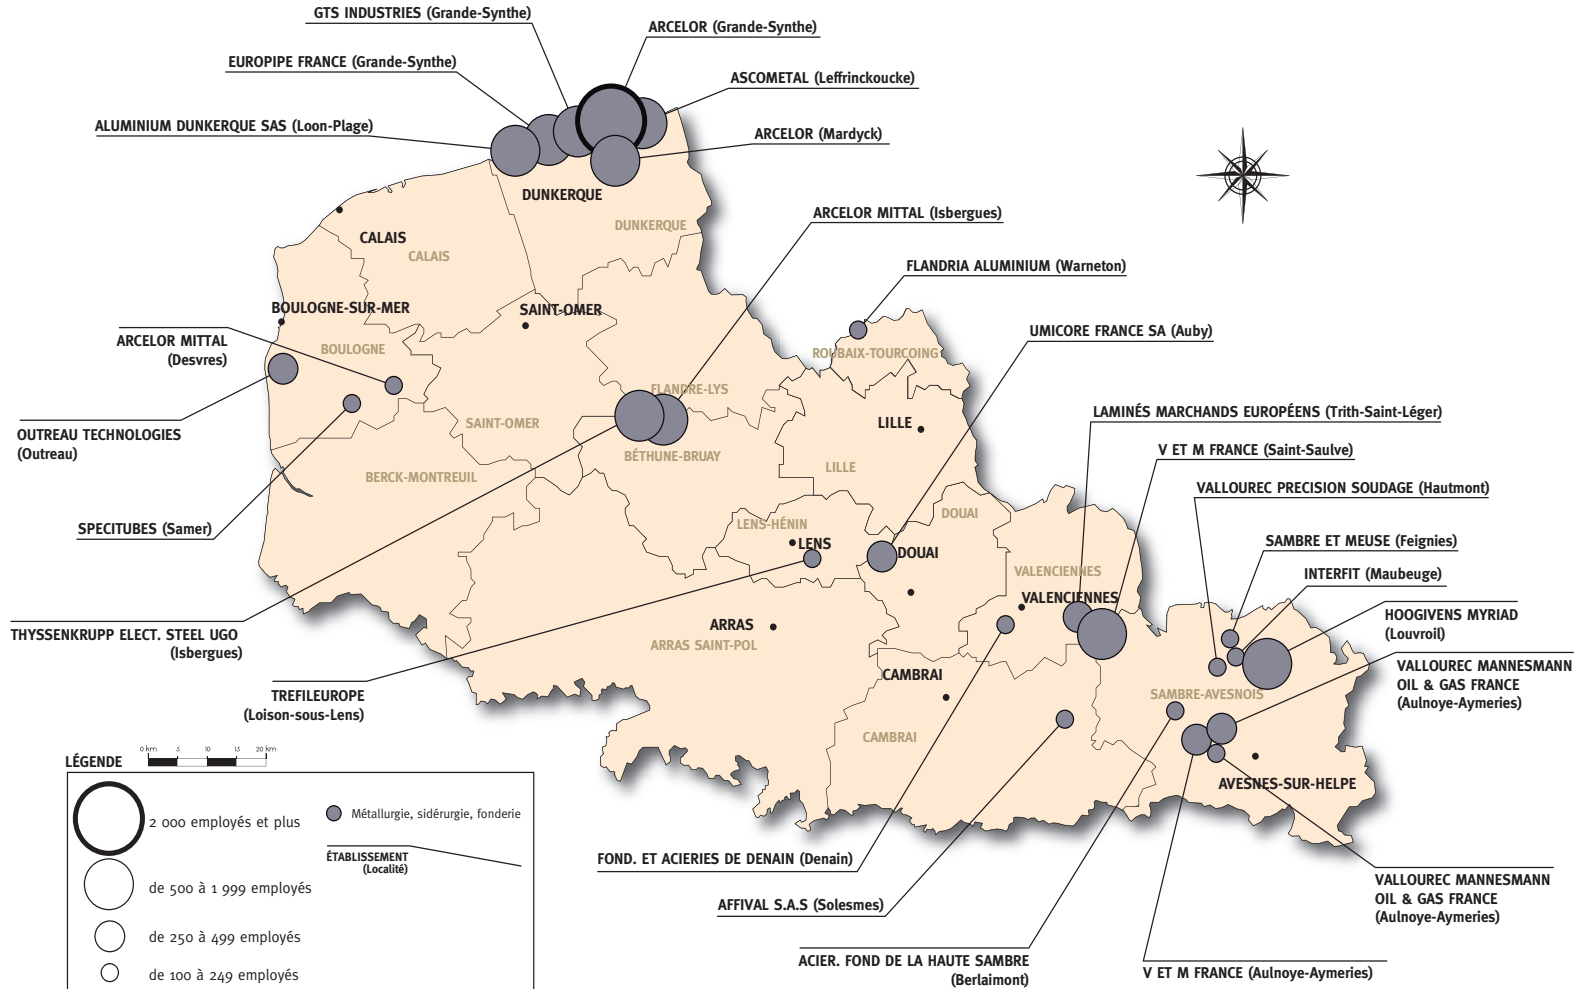 GTS INDUSTRIES (Grande-Synthe)
ARCELOR (Grande-Synthe)
EUROPIPE FRANCE (Grande-Synthe)
ASCOMETAL (Leffrinckoucke)
ALUMINIUM DUNKERQUE SAS (Loon-Plage)
ARCELOR (Mardyck)
DUNKERQUE
DUNKERQUE
ARCELOR MITTAL (Isbergues)
CALAIS
CALAIS
FLANDRIA ALUMINIUM (Warneton)
BOULOGNE-SUR-MER
SAINT-OMER
UMICORE FRANCE SA (Auby)
ARCELOR MITTAL
(Desvres)
BOULOGNE
ROUBAIX-TOURCOING
FLANDRE-LYS
LAMINÉS MARCHANDS EUROPÉENS (Trith-Saint-Léger)
OUTREAU TECHNOLOGIES
(Outreau)
SAINT-OMER
LILLE
V ET M FRANCE (Saint-Saulve)
BÉTHUNE-BRUAY
LILLE
BERCK-MONTREUIL
VALLOUREC PRECISION SOUDAGE (Hautmont)
SPECITUBES (Samer)
LENS-HÉNIN
DOUAI
LENS
DOUAI
SAMBRE ET MEUSE (Feignies)
VALENCIENNES
INTERFIT (Maubeuge)
VALENCIENNES
HOOGIVENS MYRIAD
(Louvroil)
THYSSENKRUPP ELECT. STEEL UGO
(Isbergues)
ARRAS
ARRAS SAINT-POL
VALLOUREC MANNESMANN
OIL & GAS FRANCE
(Aulnoye-Aymeries)
CAMBRAI
TREFILEUROPE
(Loison-sous-Lens)
SAMBRE-AVESNOIS
CAMBRAI
AVESNES-SUR-HELPE
0 km 5 10 15 20 km
LÉGENDE
2 000 employés et plus
Métallurgie, sidérurgie, fonderie
ÉTABLISSEMENT
(Localité)
de 500 à 1 999 employés
de 250 à 499 employés
de 100 à 249 employés
FOND. ET ACIERIES DE DENAIN (Denain)
AFFIVAL S.A.S (Solesmes)
VALLOUREC MANNESMANN
OIL & GAS FRANCE
(Aulnoye-Aymeries)
ACIER. FOND DE LA HAUTE SAMBRE
(Berlaimont)
V ET M FRANCE (Aulnoye-Aymeries)